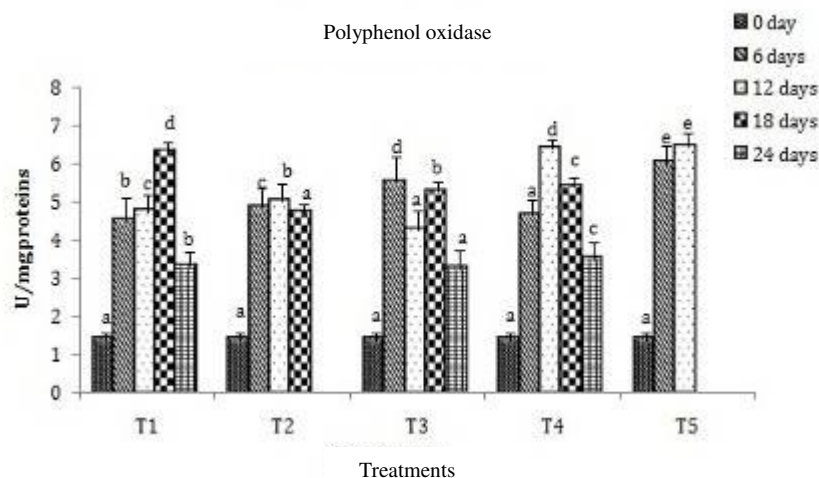 Polyphenol oxidase
0 day
6 days
12 days
18 days
24 days
U/mgproteins
8
7
6
5
4
3
2
1
0
a b c d b
a c b a
a d a b a
a a d c c
a e e
T1 T2 T3 T4 T5
Treatments